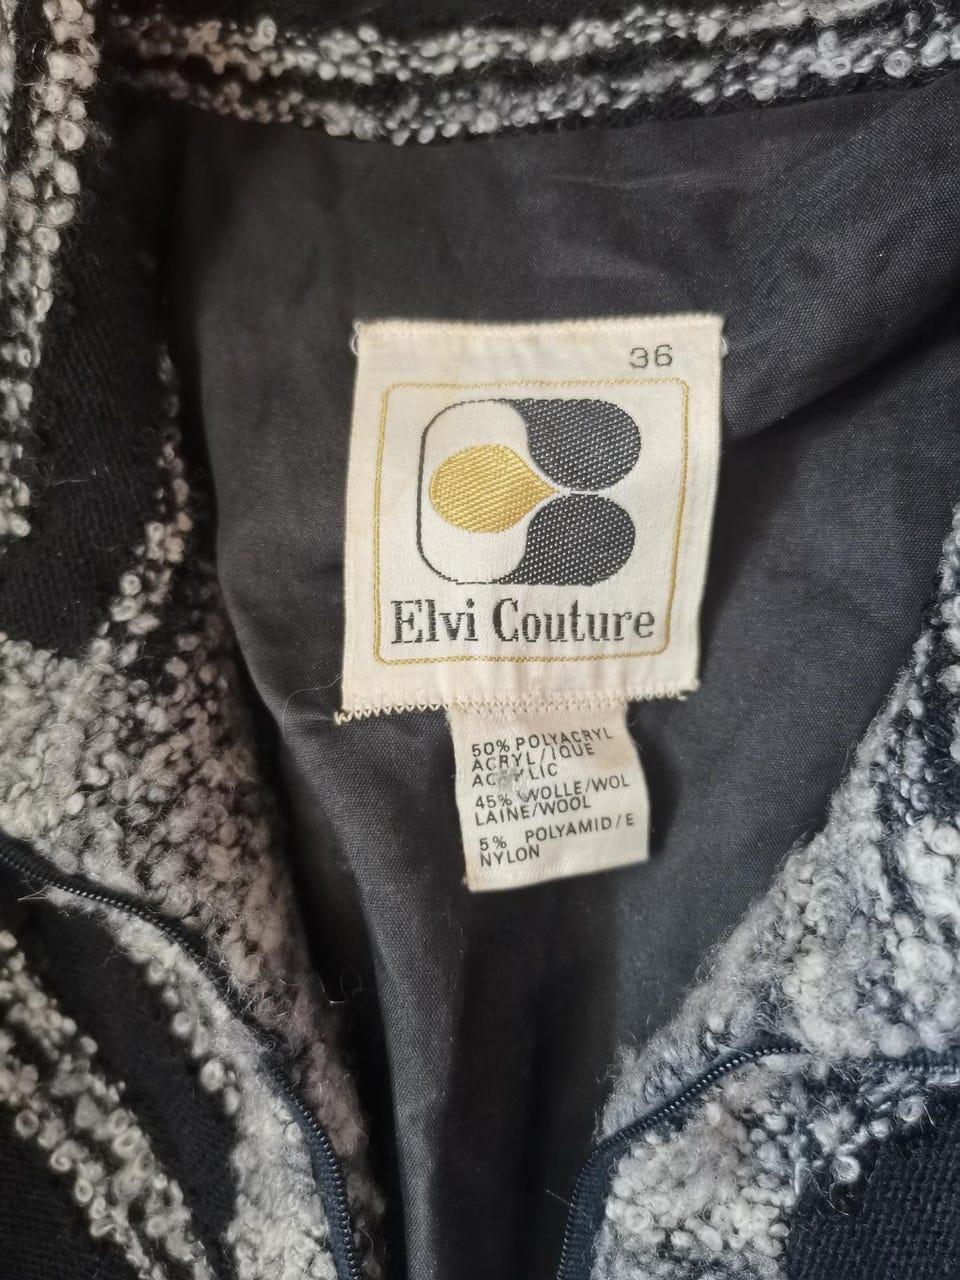 36
Elvi Couture
50% POLYACRYL
ACRYL/IQUE
ACRYLIC
45% WOLLE/WOL
LAINE/WOOL
5% POLYAMID/E
NYLON